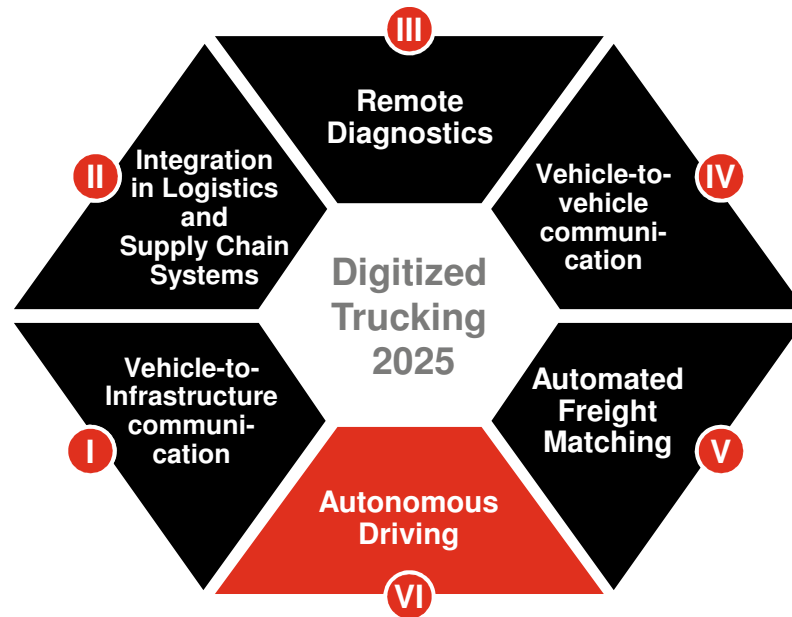 III
Remote
Diagnostics
II
Integration
in Logistics
and
Supply Chain
Systems
IV
Vehicle-to-
vehicle
communi-
cation
Digitized
Trucking
2025
I
Vehicle-to-
Infrastructure
communi-
cation
V
Automated
Freight
Matching
Autonomous
Driving
VI